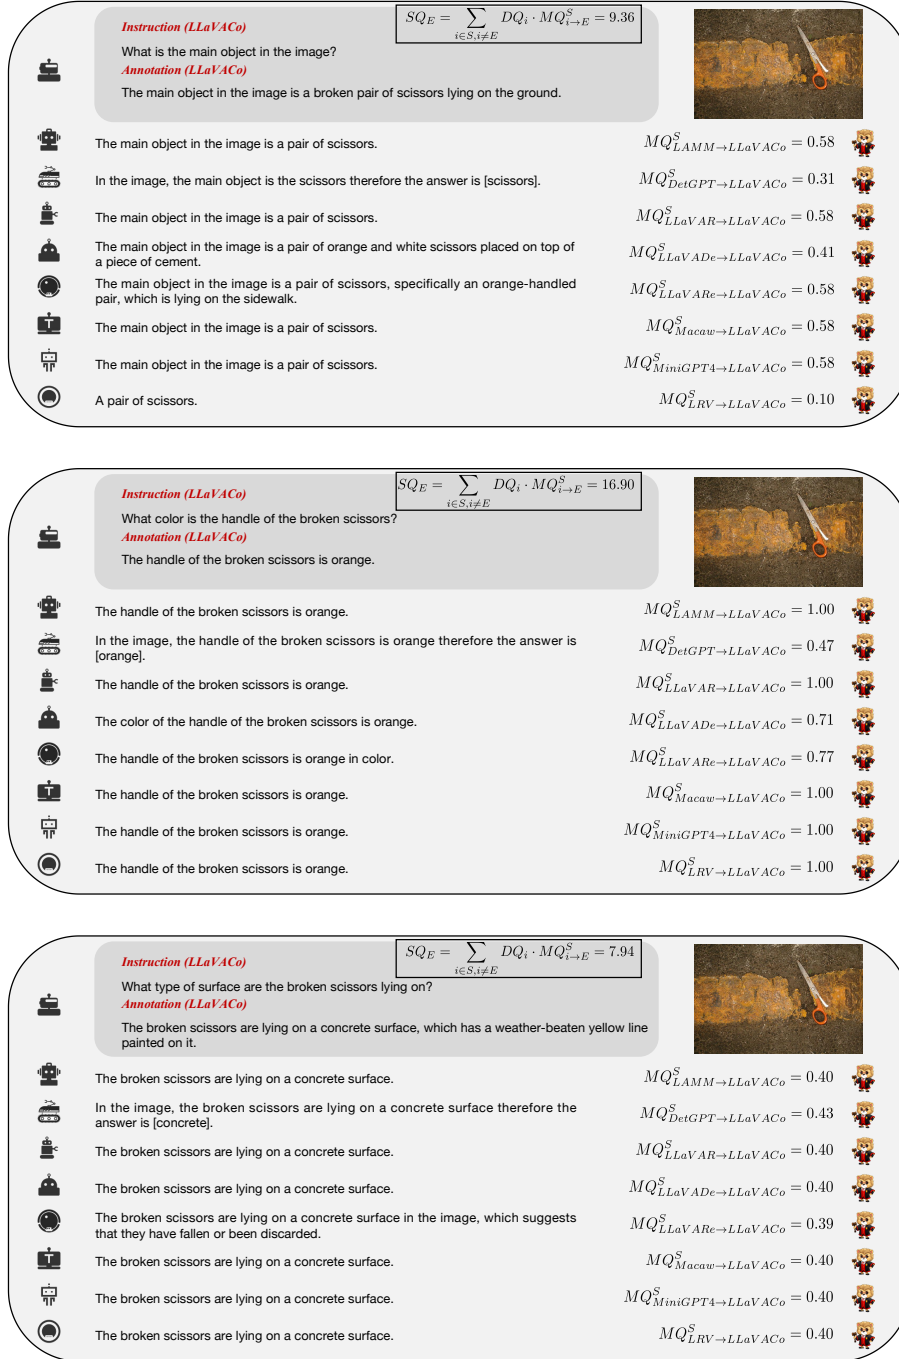 Instruction (LLaVACo)
SQ_E = ∑_{i∈S,i≠E} DQ_i · MQ^S_{i→E} = 9.36
What is the main object in the image?
Annotation (LLaVACo)
The main object in the image is a broken pair of scissors lying on the ground.
The main object in the image is a pair of scissors.
MQ^S_{LAMM→LLaVACo} = 0.58
In the image, the main object is the scissors therefore the answer is [scissors].
MQ^S_{DetGPT→LLaVACo} = 0.31
The main object in the image is a pair of scissors.
MQ^S_{LLaVAR→LLaVACo} = 0.58
The main object in the image is a pair of orange and white scissors placed on top of
a piece of cement.
MQ^S_{LLaVADe→LLaVACo} = 0.41
The main object in the image is a pair of scissors, specifically an orange-handled
pair, which is lying on the sidewalk.
MQ^S_{LLaVARe→LLaVACo} = 0.58
The main object in the image is a pair of scissors.
MQ^S_{Macaw→LLaVACo} = 0.58
The main object in the image is a pair of scissors.
MQ^S_{MiniGPT4→LLaVACo} = 0.58
A pair of scissors.
MQ^S_{LRV→LLaVACo} = 0.10
Instruction (LLaVACo)
SQ_E = ∑_{i∈S,i≠E} DQ_i · MQ^S_{i→E} = 16.90
What color is the handle of the broken scissors?
Annotation (LLaVACo)
The handle of the broken scissors is orange.
The handle of the broken scissors is orange.
MQ^S_{LAMM→LLaVACo} = 1.00
In the image, the handle of the broken scissors is orange therefore the answer is
[orange].
MQ^S_{DetGPT→LLaVACo} = 0.47
The handle of the broken scissors is orange.
MQ^S_{LLaVAR→LLaVACo} = 1.00
The color of the handle of the broken scissors is orange.
MQ^S_{LLaVADe→LLaVACo} = 0.71
The handle of the broken scissors is orange in color.
MQ^S_{LLaVARe→LLaVACo} = 0.77
The handle of the broken scissors is orange.
MQ^S_{Macaw→LLaVACo} = 1.00
The handle of the broken scissors is orange.
MQ^S_{MiniGPT4→LLaVACo} = 1.00
The handle of the broken scissors is orange.
MQ^S_{LRV→LLaVACo} = 1.00
Instruction (LLaVACo)
SQ_E = ∑_{i∈S,i≠E} DQ_i · MQ^S_{i→E} = 7.94
What type of surface are the broken scissors lying on?
Annotation (LLaVACo)
The broken scissors are lying on a concrete surface, which has a weather-beaten yellow line
painted on it.
The broken scissors are lying on a concrete surface.
MQ^S_{LAMM→LLaVACo} = 0.40
In the image, the broken scissors are lying on a concrete surface therefore the
answer is [concrete].
MQ^S_{DetGPT→LLaVACo} = 0.43
The broken scissors are lying on a concrete surface.
MQ^S_{LLaVAR→LLaVACo} = 0.40
The broken scissors are lying on a concrete surface.
MQ^S_{LLaVADe→LLaVACo} = 0.40
The broken scissors are lying on a concrete surface in the image, which suggests
that they have fallen or been discarded.
MQ^S_{LLaVARe→LLaVACo} = 0.39
The broken scissors are lying on a concrete surface.
MQ^S_{Macaw→LLaVACo} = 0.40
The broken scissors are lying on a concrete surface.
MQ^S_{MiniGPT4→LLaVACo} = 0.40
The broken scissors are lying on a concrete surface.
MQ^S_{LRV→LLaVACo} = 0.40